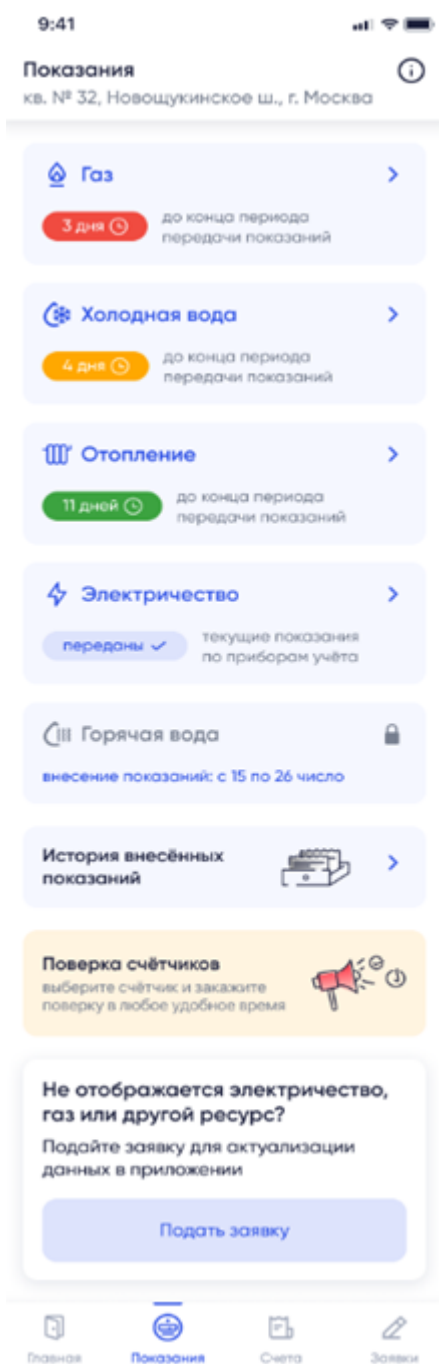 9:41
Показания
кв. № 32, Новощукинское ш., г. Москва
Газ
3 дня
до конца периода
передачи показаний
Холодная вода
4 дня
до конца периода
передачи показаний
Отопление
11 дней
до конца периода
передачи показаний
Электричество
переданы
текущие показания
по приборам учёта
Горячая вода
внесение показаний: с 15 по 26 число
История внесённых
показаний
Поверка счётчиков
выберите счётчик и закажите
поверку в любое удобное время
Не отображается электричество,
газ или другой ресурс?
Подайте заявку для актуализации
данных в приложении
Подать заявку
Главная
Показания
Счета
Заявки